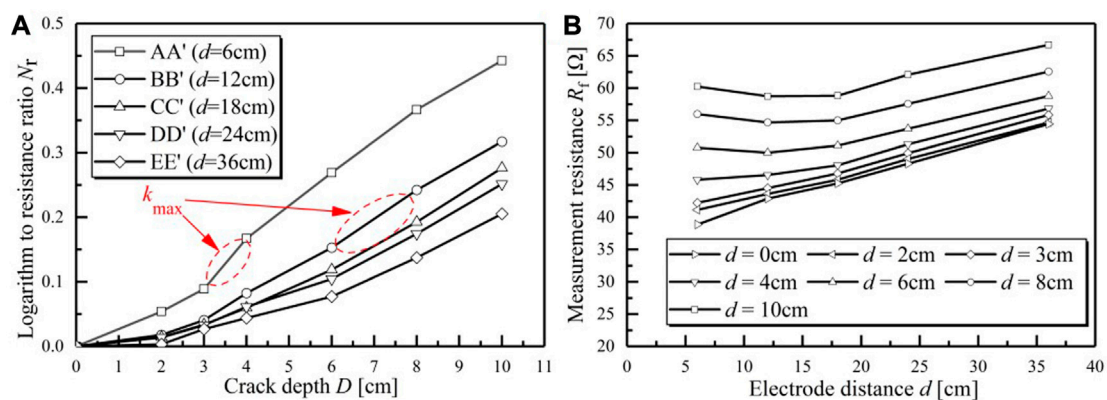 A
Logarithm to resistance ratio Nr
0.5
0.4
0.3
0.2
0.1
0.0
AA' (d=6cm)
BB' (d=12cm)
CC' (d=18cm)
DD' (d=24cm)
EE' (d=36cm)
kmax
0 1 2 3 4 5 6 7 8 9 10 11
Crack depth D [cm]
B
Measurement resistance Rf [Ω]
70
65
60
55
50
45
40
35
30
25
20
d = 0cm d = 2cm d = 3cm
d = 4cm d = 6cm d = 8cm
d = 10cm
0 5 10 15 20 25 30 35 40
Electrode distance d [cm]